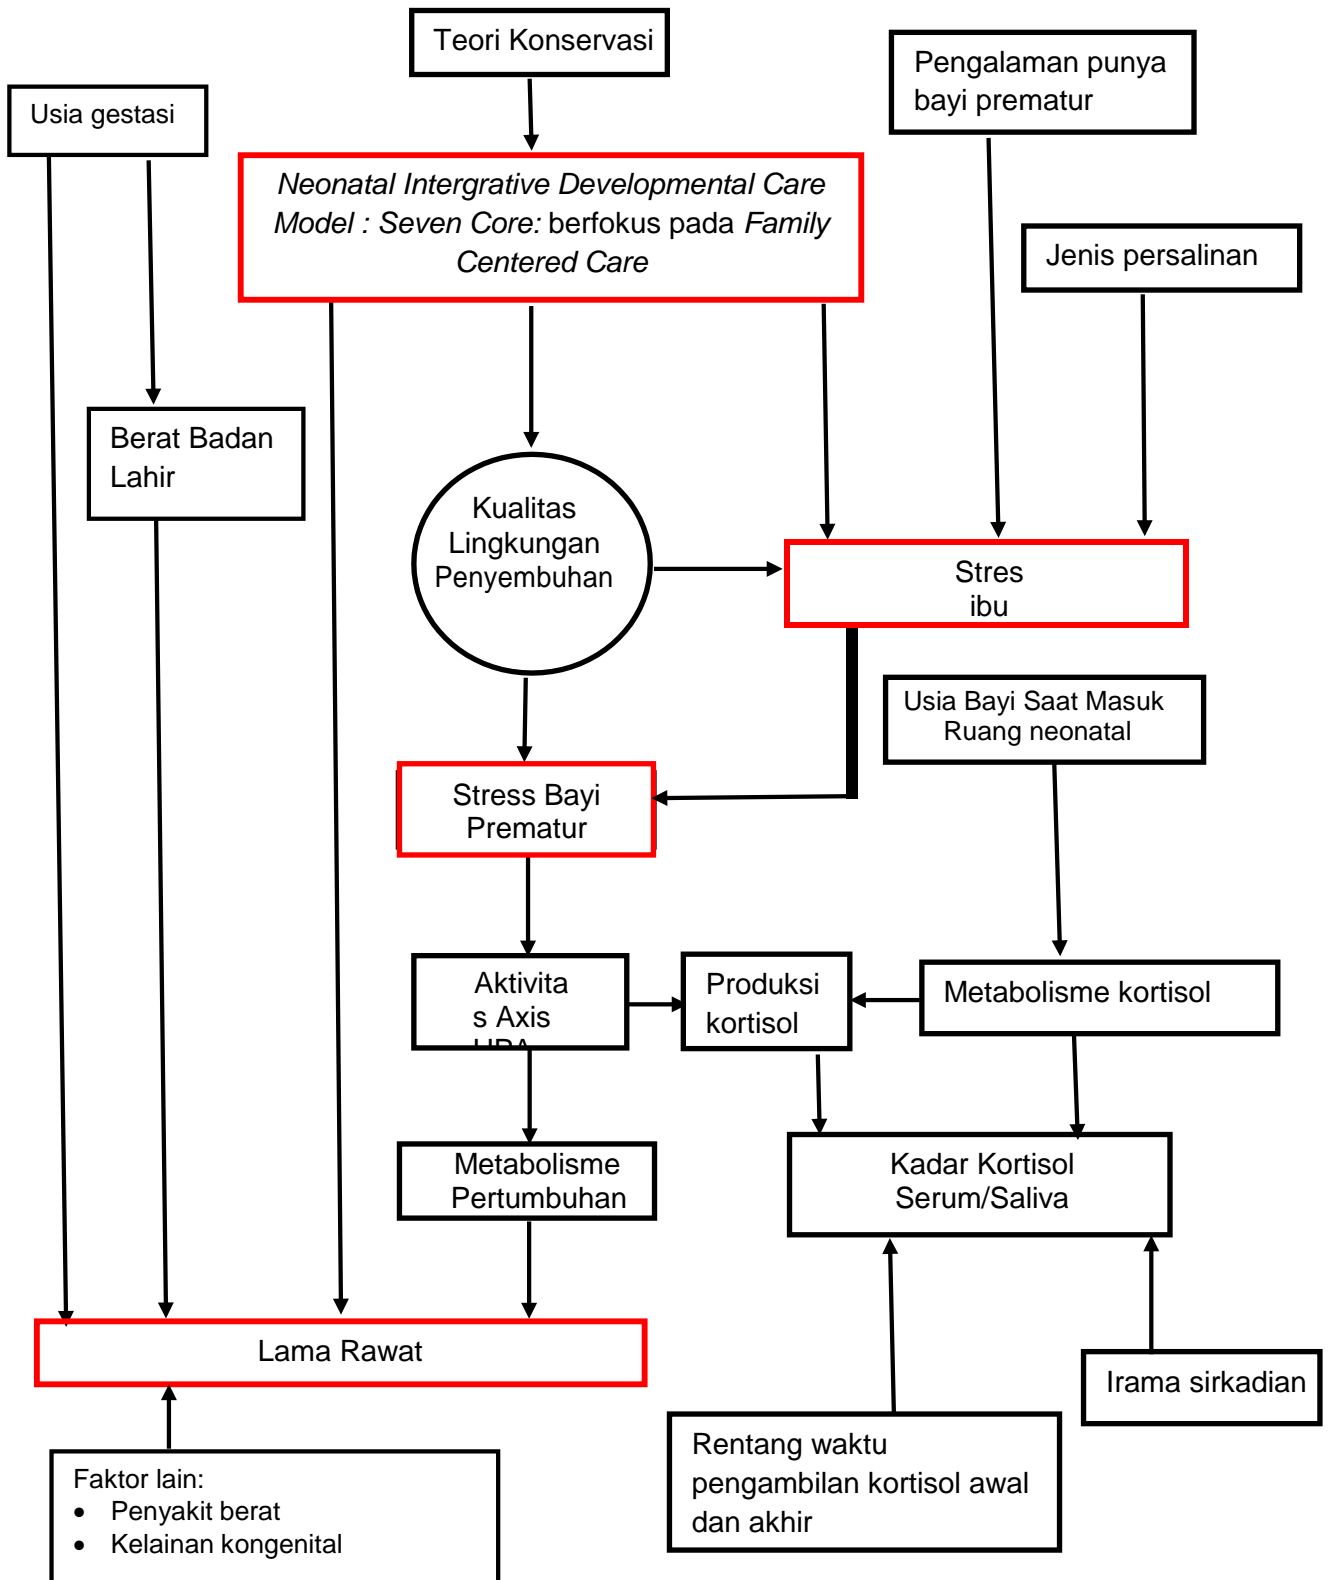 Teori Konservasi
Pengalaman punya
bayi prematur
Usia gestasi
Neonatal Intergrative Developmental Care
Model : Seven Core: berfokus pada Family
Centered Care
Jenis persalinan
Berat Badan
Lahir
Kualitas
Lingkungan
Penyembuhan
Stres
ibu
Usia Bayi Saat Masuk
Ruang neonatal
Stress Bayi
Prematur
Aktivita
s Axis
Produksi
kortisol
Metabolisme kortisol
Metabolisme
Pertumbuhan
Kadar Kortisol
Serum/Saliva
Lama Rawat
Irama sirkadian
Rentang waktu
pengambilan kortisol awal
dan akhir
Faktor lain:
• Penyakit berat
• Kelainan kongenital